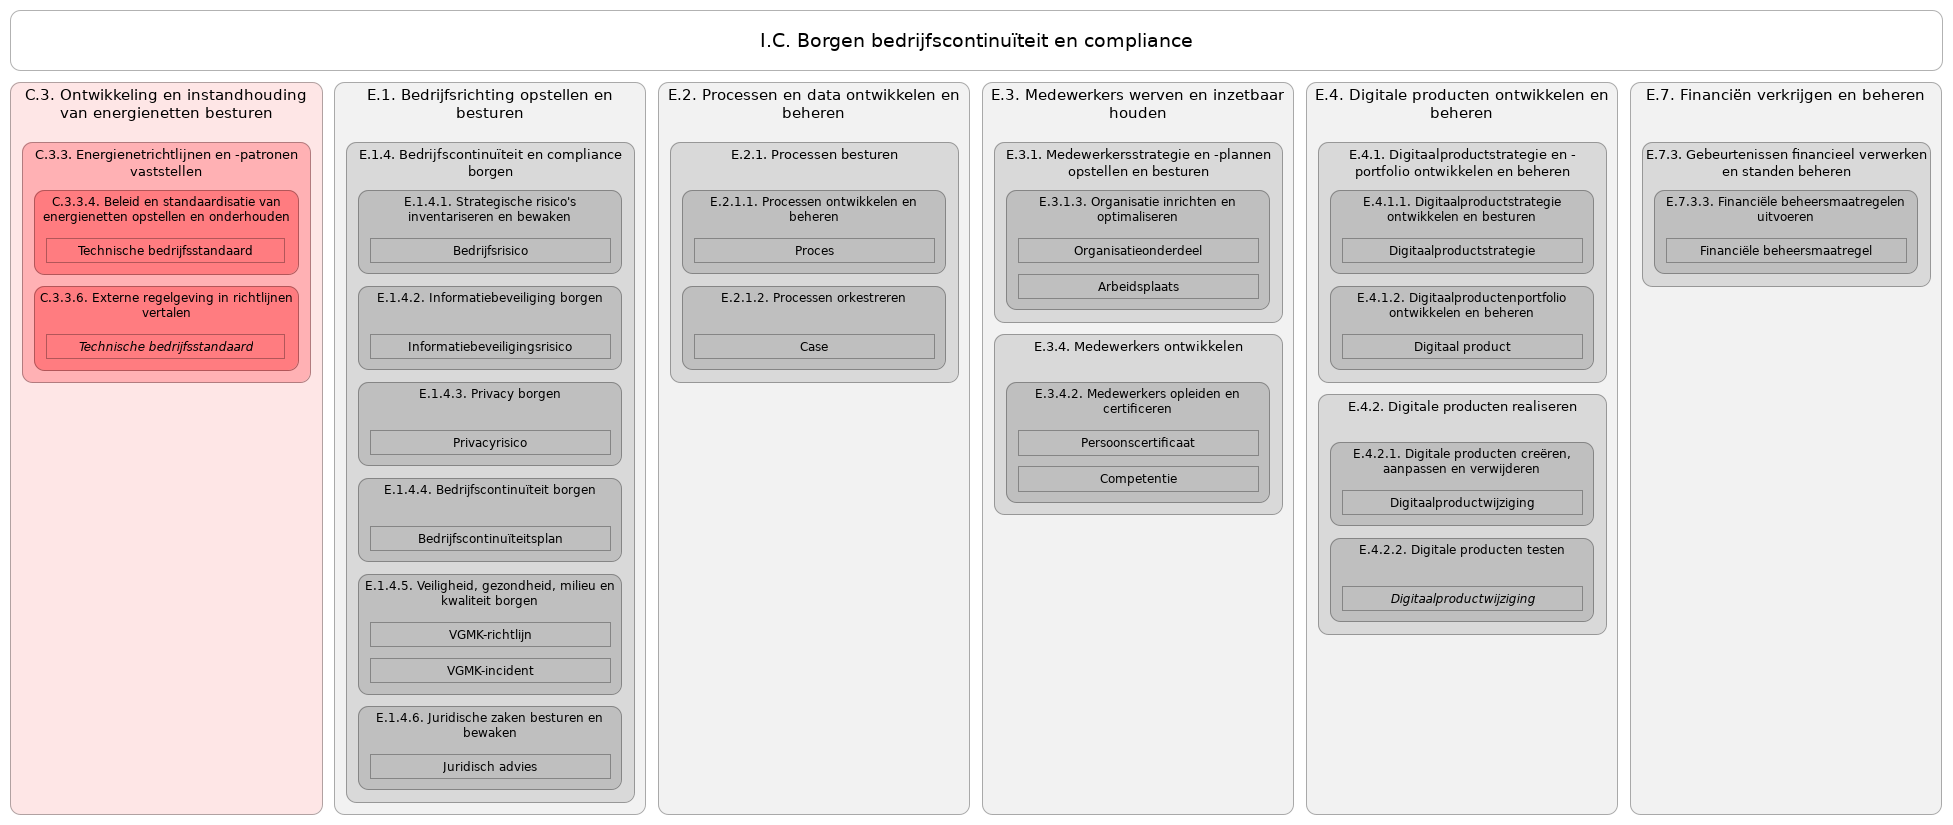 I.C. Borgen bedrijfscontinuïteit en compliance
C.3. Ontwikkeling en instandhouding
van energienetten besturen
C.3.3. Energienetrichtlijnen en -patronen
vaststellen
C.3.3.4. Beleid en standaardisatie van
energienetten opstellen en onderhouden
Technische bedrijfsstandaard
C.3.3.6. Externe regelgeving in richtlijnen
vertalen
Technische bedrijfsstandaard
E.1. Bedrijfsrichting opstellen en
besturen
E.1.4. Bedrijfscontinuïteit en compliance
borgen
E.1.4.1. Strategische risico's
inventariseren en bewaken
Bedrijfsrisico
E.1.4.2. Informatiebeveiliging borgen
Informatiebeveiligingsrisico
E.1.4.3. Privacy borgen
Privacyrisico
E.1.4.4. Bedrijfscontinuïteit borgen
Bedrijfscontinuïteitsplan
E.1.4.5. Veiligheid, gezondheid, milieu en
kwaliteit borgen
VGMK-richtlijn
VGMK-incident
E.1.4.6. Juridische zaken besturen en
bewaken
Juridisch advies
E.2. Processen en data ontwikkelen en
beheren
E.2.1. Processen besturen
E.2.1.1. Processen ontwikkelen en
beheren
Proces
E.2.1.2. Processen orkestreren
Case
E.3. Medewerkers werven en inzetbaar
houden
E.3.1. Medewerkersstrategie en -plannen
opstellen en besturen
E.3.1.3. Organisatie inrichten en
optimaliseren
Organisatieonderdeel
Arbeidsplaats
E.3.4. Medewerkers ontwikkelen
E.3.4.2. Medewerkers opleiden en
certificeren
Persoonscertificaat
Competentie
E.4. Digitale producten ontwikkelen en
beheren
E.4.1. Digitaalproductstrategie en -
portfolio ontwikkelen en beheren
E.4.1.1. Digitaalproductstrategie
ontwikkelen en besturen
Digitaalproductstrategie
E.4.1.2. Digitaalproductenportfolio
ontwikkelen en beheren
Digitaal product
E.4.2. Digitale producten realiseren
E.4.2.1. Digitale producten creëren,
aanpassen en verwijderen
Digitaalproductwijziging
E.4.2.2. Digitale producten testen
Digitaalproductwijziging
E.7. Financiën verkrijgen en beheren
E.7.3. Gebeurtenissen financieel verwerken
en standen beheren
E.7.3.3. Financiële beheersmaatregelen
uitvoeren
Financiële beheersmaatregel